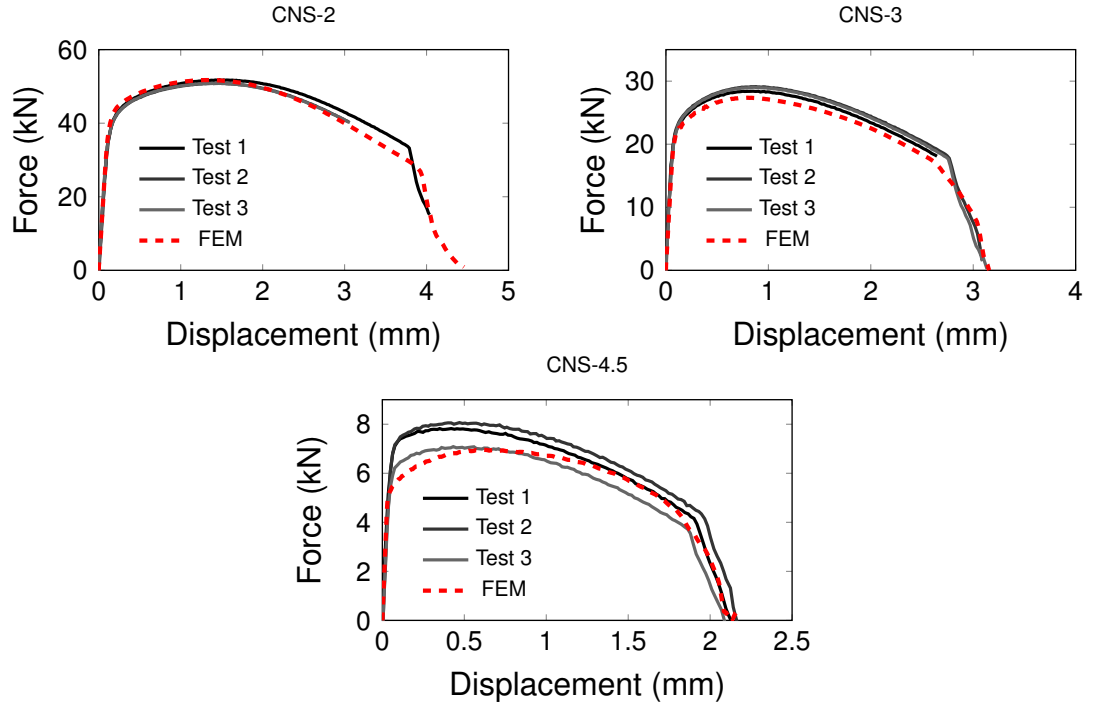 CNS-2
60
40
20
0
Force (kN)
Test 1
Test 2
Test 3
FEM
0 1 2 3 4 5
Displacement (mm)
CNS-3
30
20
10
0
Force (kN)
Test 1
Test 2
Test 3
FEM
0 1 2 3 4
Displacement (mm)
CNS-4.5
8
6
4
2
0
Force (kN)
Test 1
Test 2
Test 3
FEM
0 0.5 1 1.5 2 2.5
Displacement (mm)